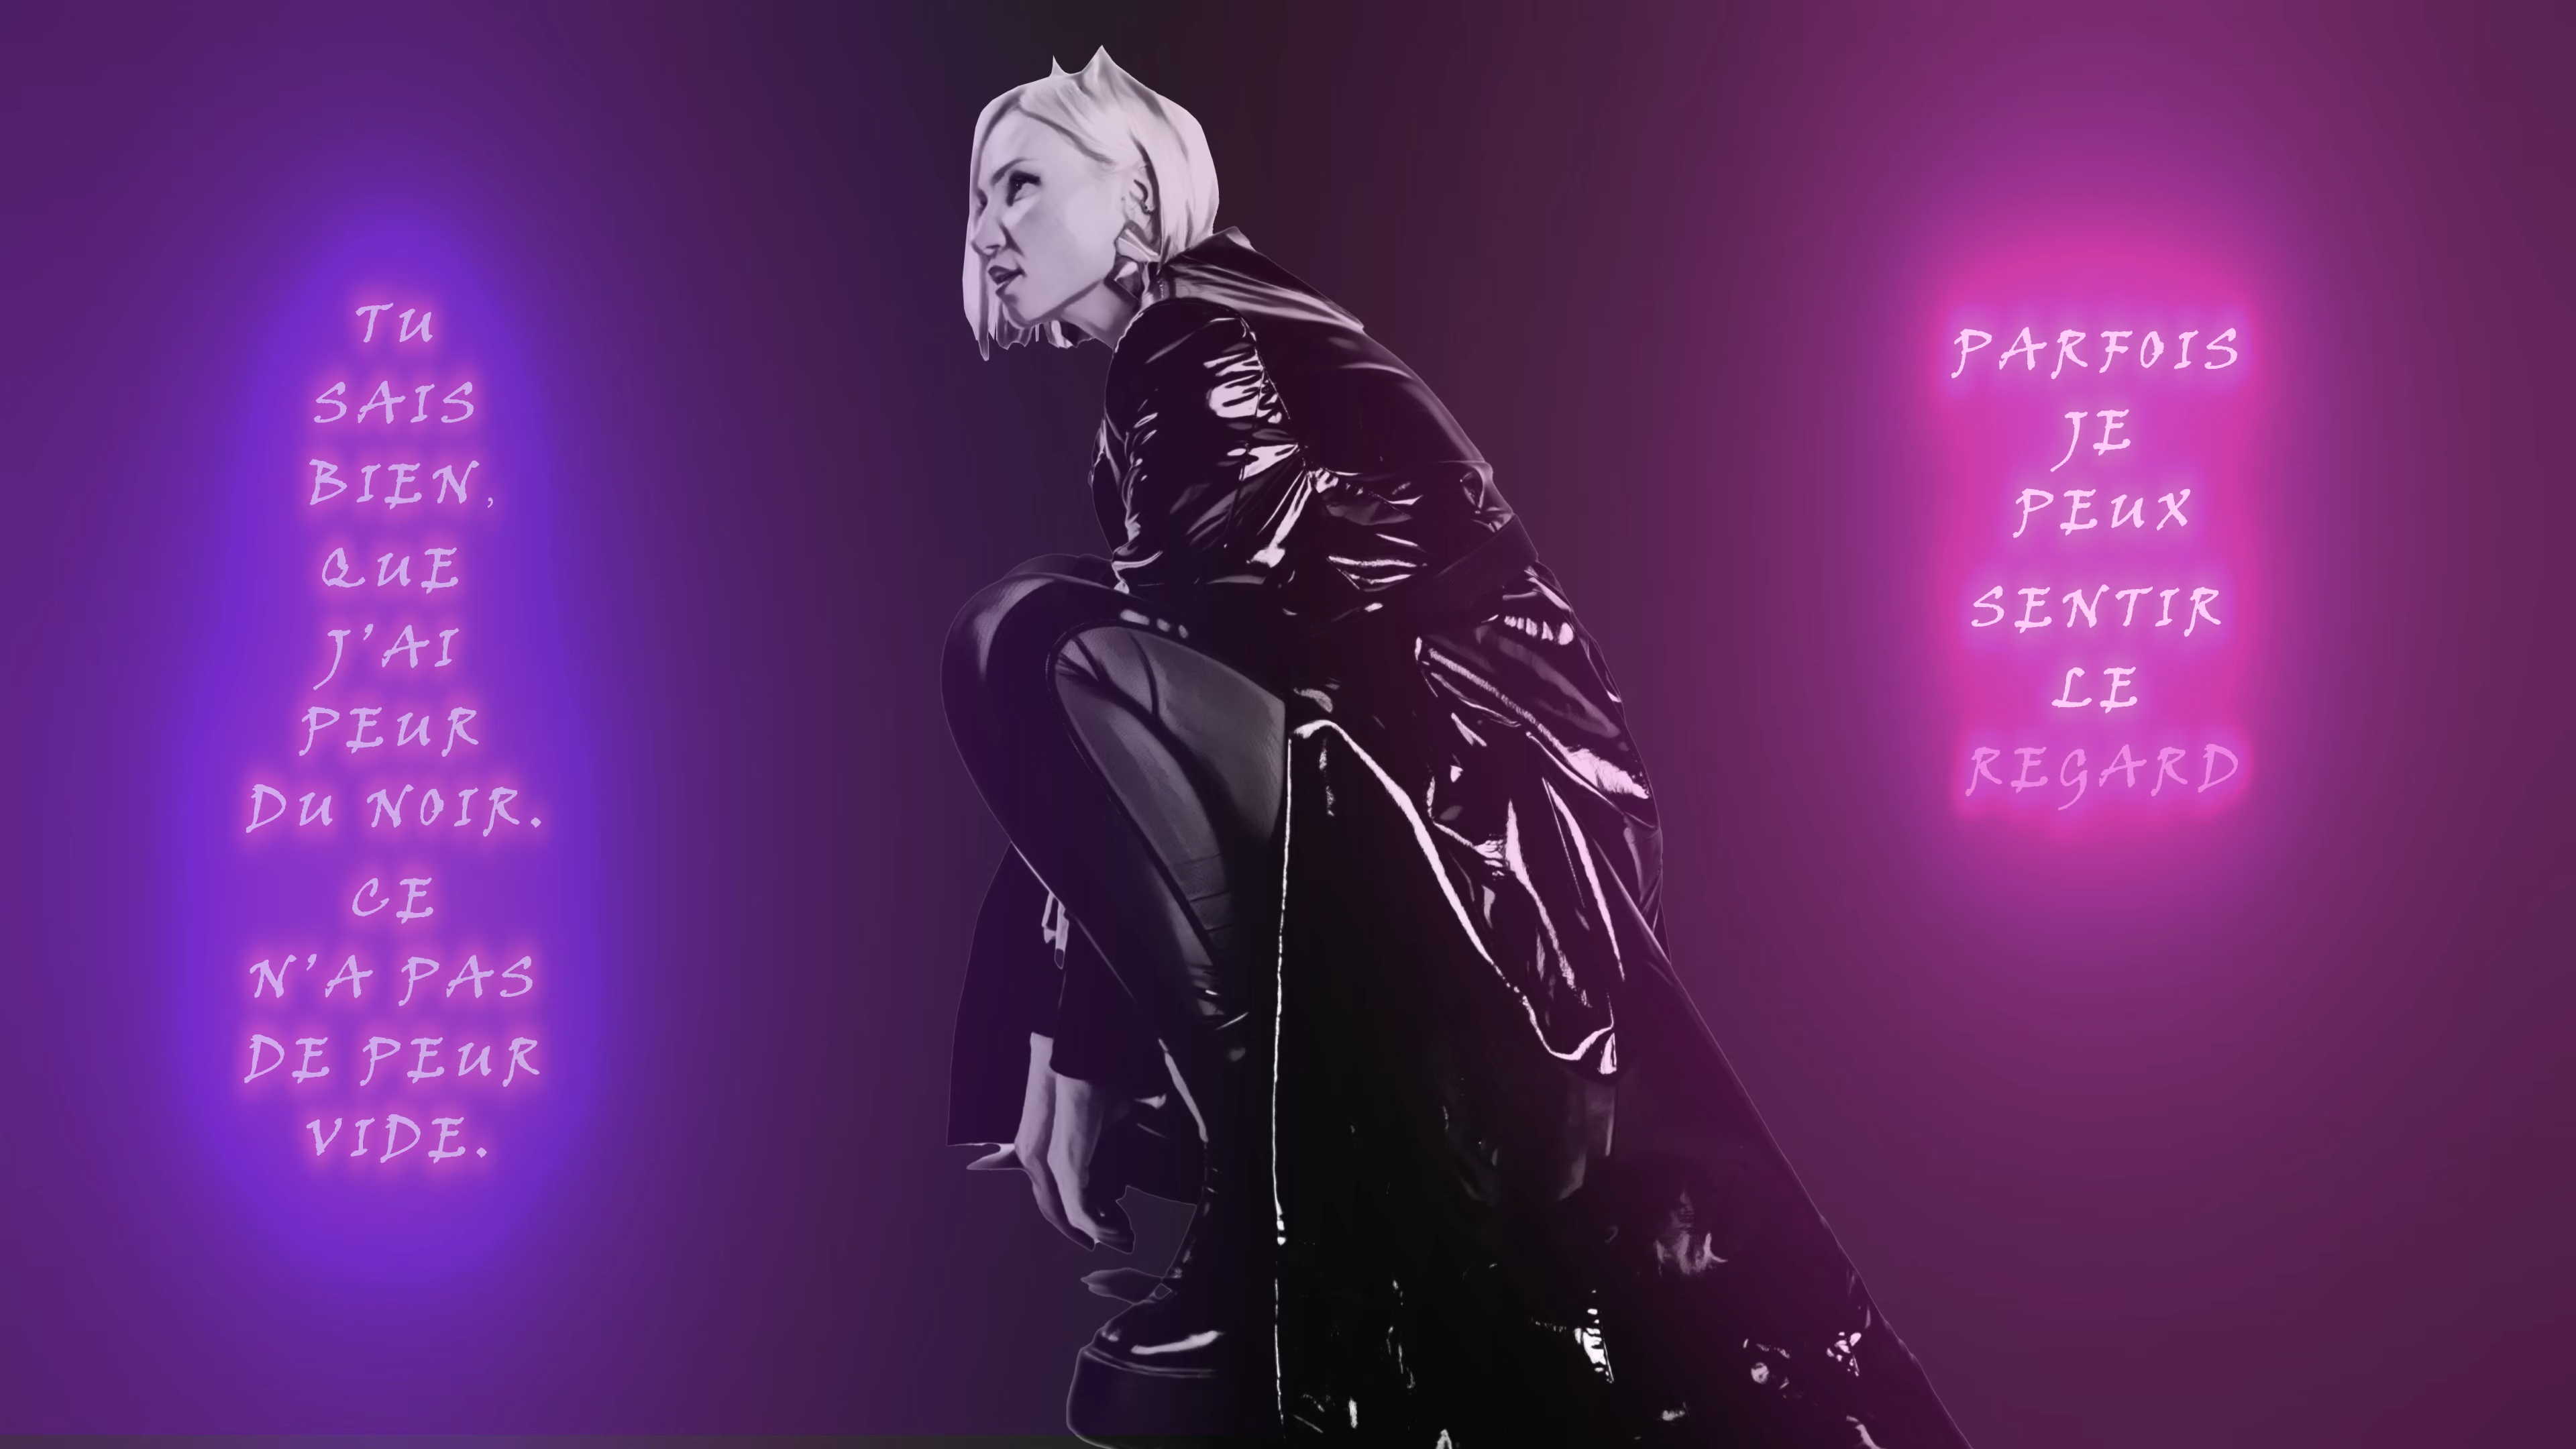 TU
SAIS
BIEN,
QUE
J'AI
PEUR
DU NOIR.
CE
N'A PAS
DE PEUR
VIDE.
PARFOIS
JE
PEUX
SENTIR
LE
REGARD